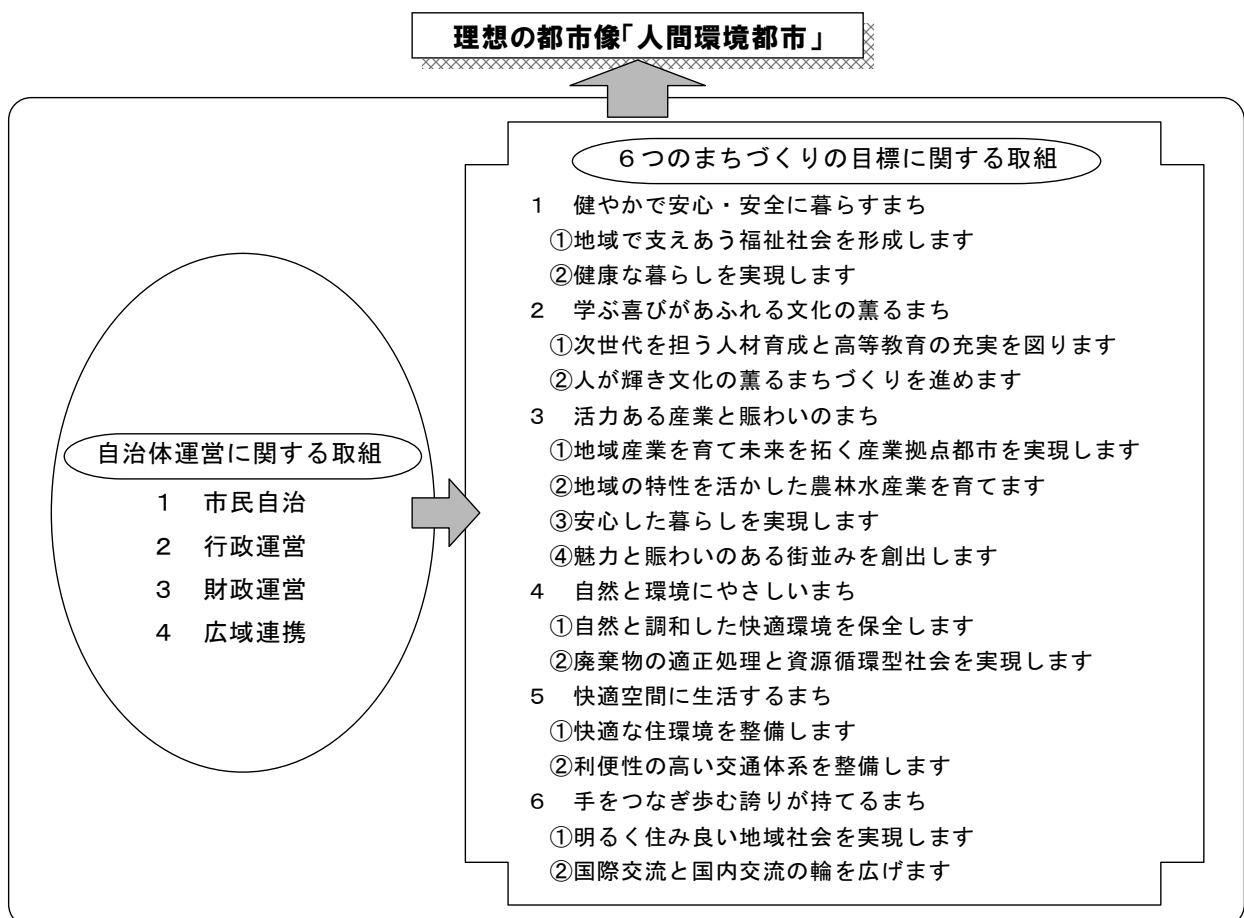 理想の都市像「人間環境都市」
自治体運営に関する取組
1 市民自治
2 行政運営
3 財政運営
4 広域連携
6つのまちづくりの目標に関する取組
1 健やかで安心・安全に暮らすまち
①地域で支えあう福祉社会を形成します
②健康な暮らしを実現します
2 学ぶ喜びがあふれる文化の薫るまち
①次世代を担う人材育成と高等教育の充実を図ります
②人が輝き文化の薫るまちづくりを進めます
3 活力ある産業と賑わいのまち
①地域産業を育て未来を拓く産業拠点都市を実現します
②地域の特性を活かした農林水産業を育てます
③安心した暮らしを実現します
④魅力と賑わいのある街並みを創出します
4 自然と環境にやさしいまち
①自然と調和した快適環境を保全します
②廃棄物の適正処理と資源循環型社会を実現します
5 快適空間に生活するまち
①快適な住環境を整備します
②利便性の高い交通体系を整備します
6 手をつなぎ歩む誇りが持てるまち
①明るく住み良い地域社会を実現します
②国際交流と国内交流の輪を広げます